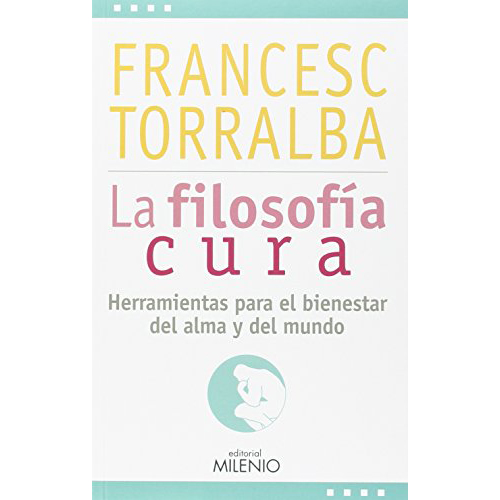 FRANCESC
TORRALBA
La filosofía
cura
Herramientas para el bienestar
del alma y del mundo
editorial
MILENIO